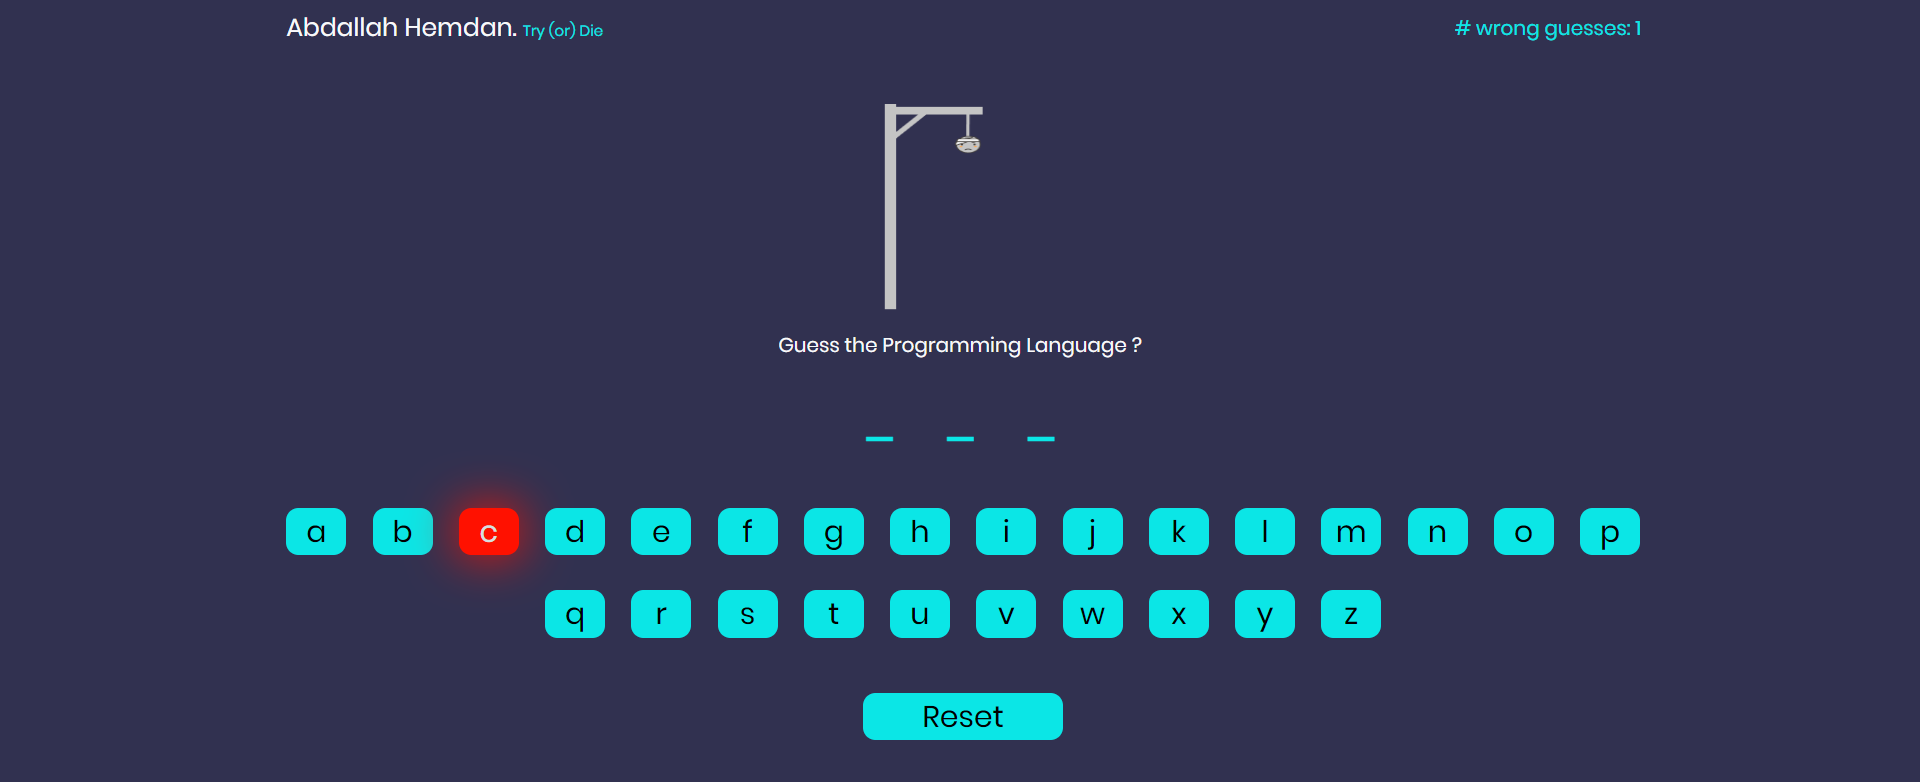 Abdallah Hemdan. Try (or) Die
# wrong guesses: 1
Guess the Programming Language ?
_ _ _
a b c d e f g h i j k l m n o p
q r s t u v w x y z
Reset